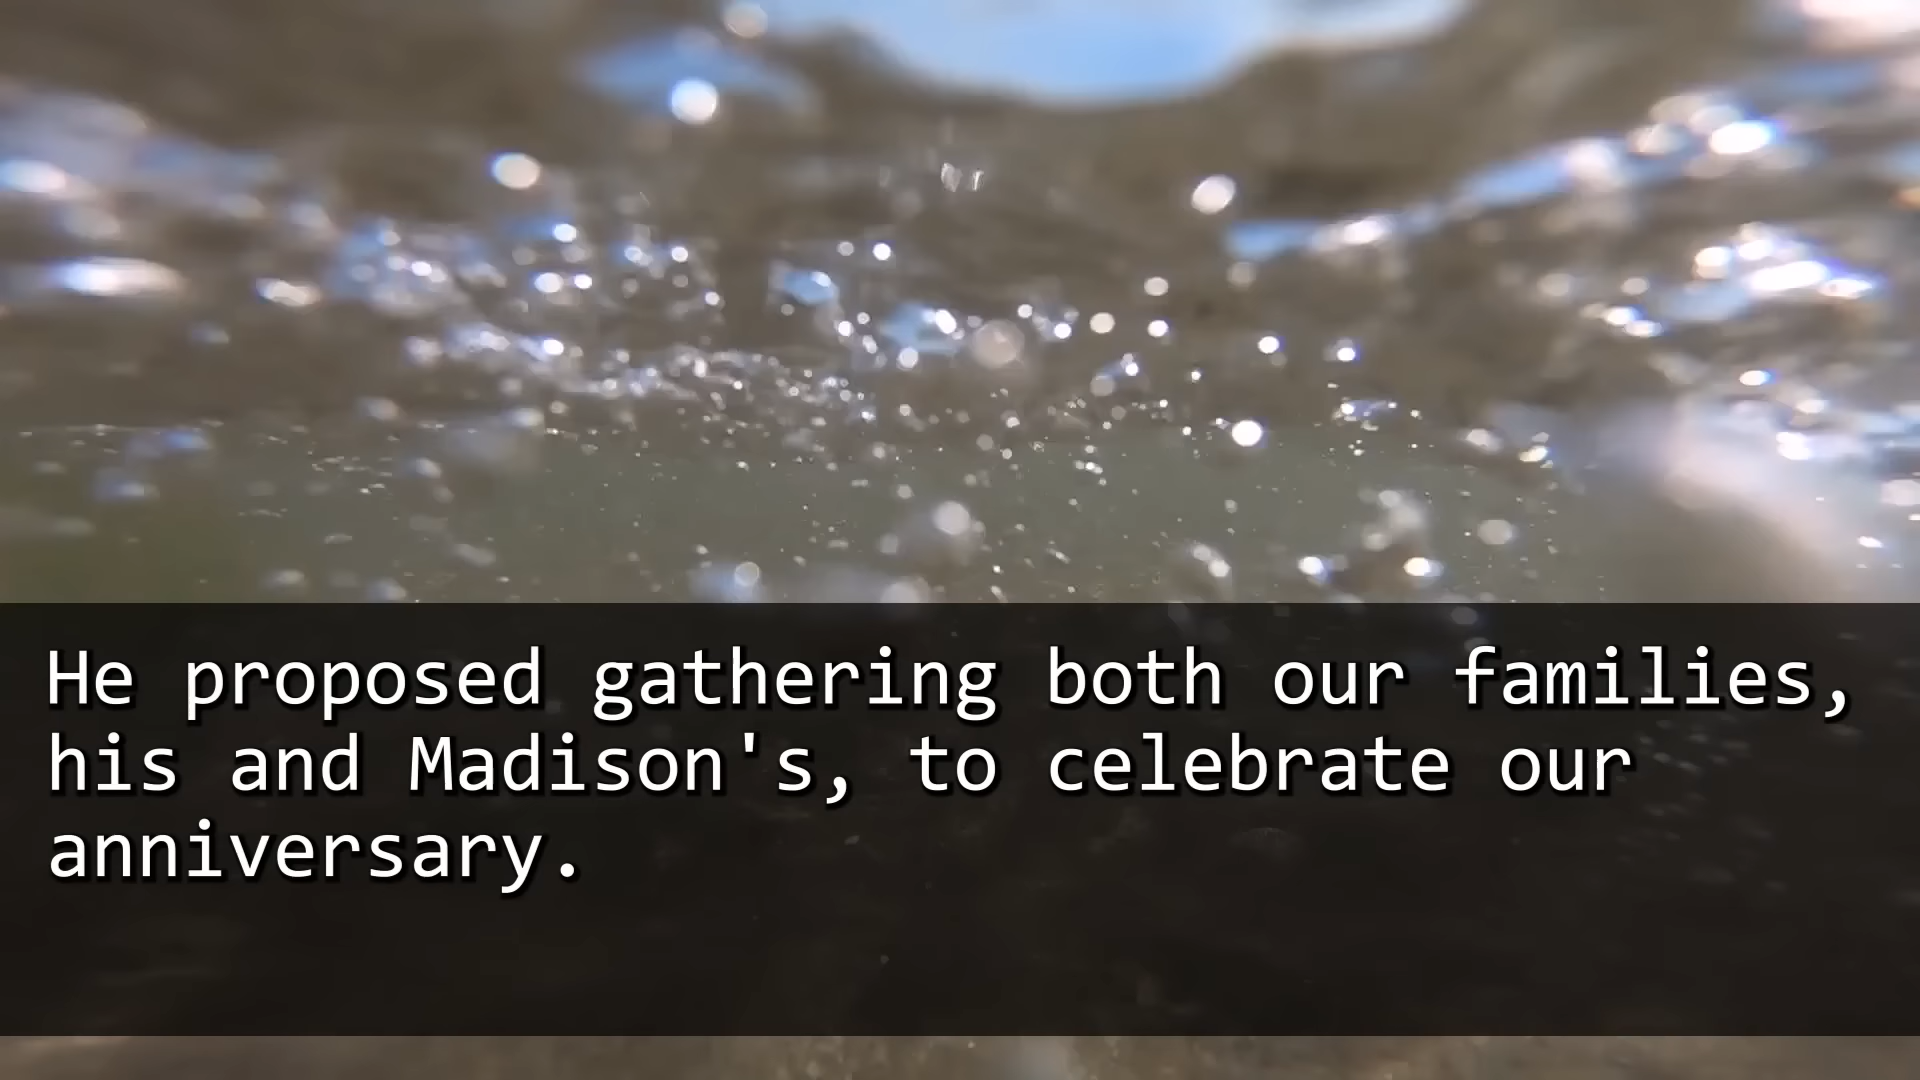 He proposed gathering both our families,
his and Madison's, to celebrate our
anniversary.